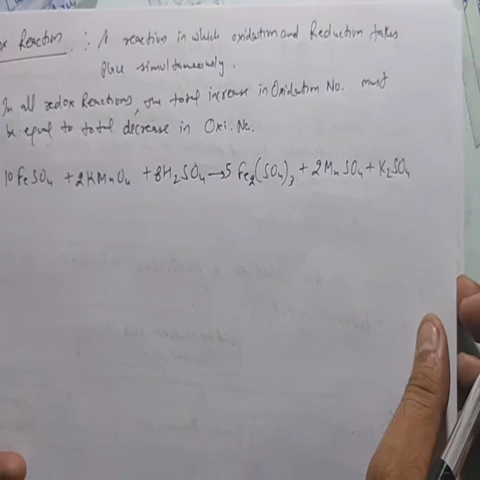 ox Reaction :: A reaction in which oxidation and Reduction takes
place simultaneously.
In all redox Reactions, the total increase in Oxidation No. must
be equal to total decrease in Oxi. No.
10 FeSO4 + 2KMnO4 + 8H2SO4 → 5 Fe2(SO4)3 + 2MnSO4 + K2SO4